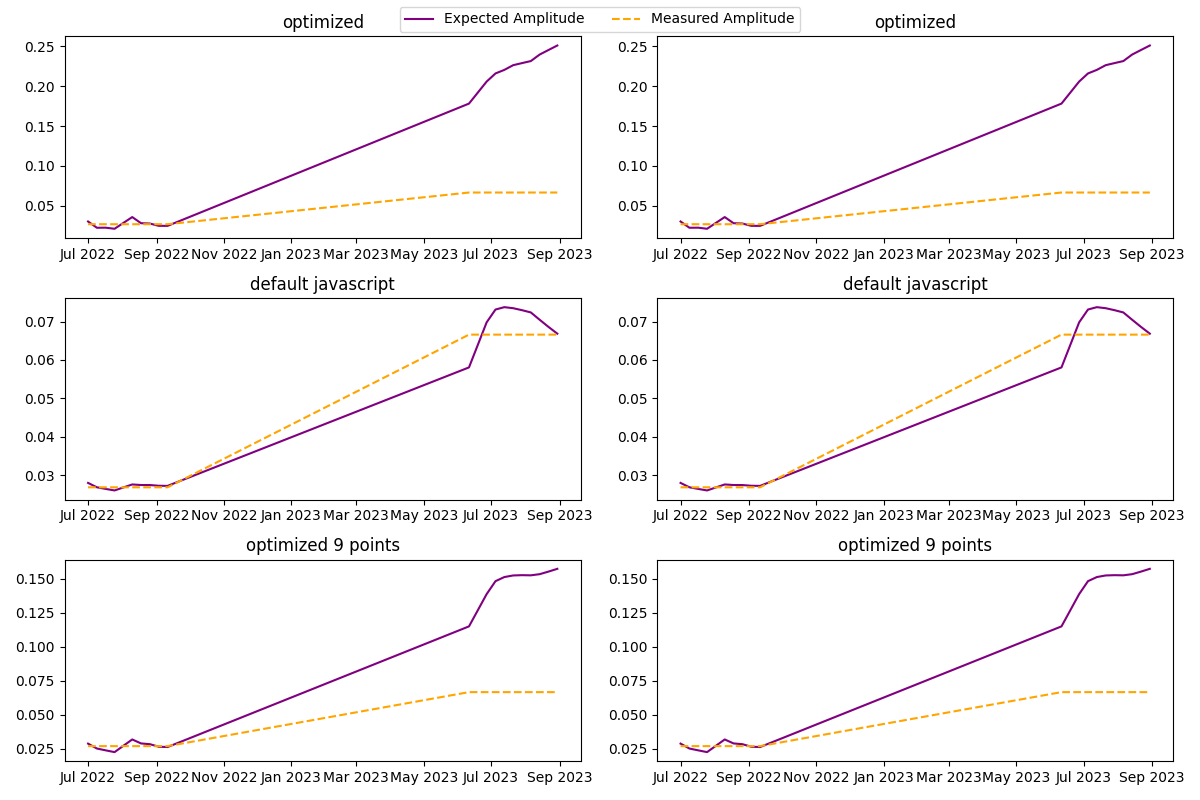 Expected Amplitude Measured Amplitude
optimized optimized
0.25 0.25
0.20 0.20
0.15 0.15
0.10 0.10
0.05 0.05
Jul 2022 Sep 2022 Nov 2022 Jan 2023 Mar 2023 May 2023 Jul 2023 Sep 2023 Jul 2022 Sep 2022 Nov 2022 Jan 2023 Mar 2023 May 2023 Jul 2023 Sep 2023
default javascript default javascript
0.07 0.07
0.06 0.06
0.05 0.05
0.04 0.04
0.03 0.03
Jul 2022 Sep 2022 Nov 2022 Jan 2023 Mar 2023 May 2023 Jul 2023 Sep 2023 Jul 2022 Sep 2022 Nov 2022 Jan 2023 Mar 2023 May 2023 Jul 2023 Sep 2023
optimized 9 points optimized 9 points
0.150 0.150
0.125 0.125
0.100 0.100
0.075 0.075
0.050 0.050
0.025 0.025
Jul 2022 Sep 2022 Nov 2022 Jan 2023 Mar 2023 May 2023 Jul 2023 Sep 2023 Jul 2022 Sep 2022 Nov 2022 Jan 2023 Mar 2023 May 2023 Jul 2023 Sep 2023